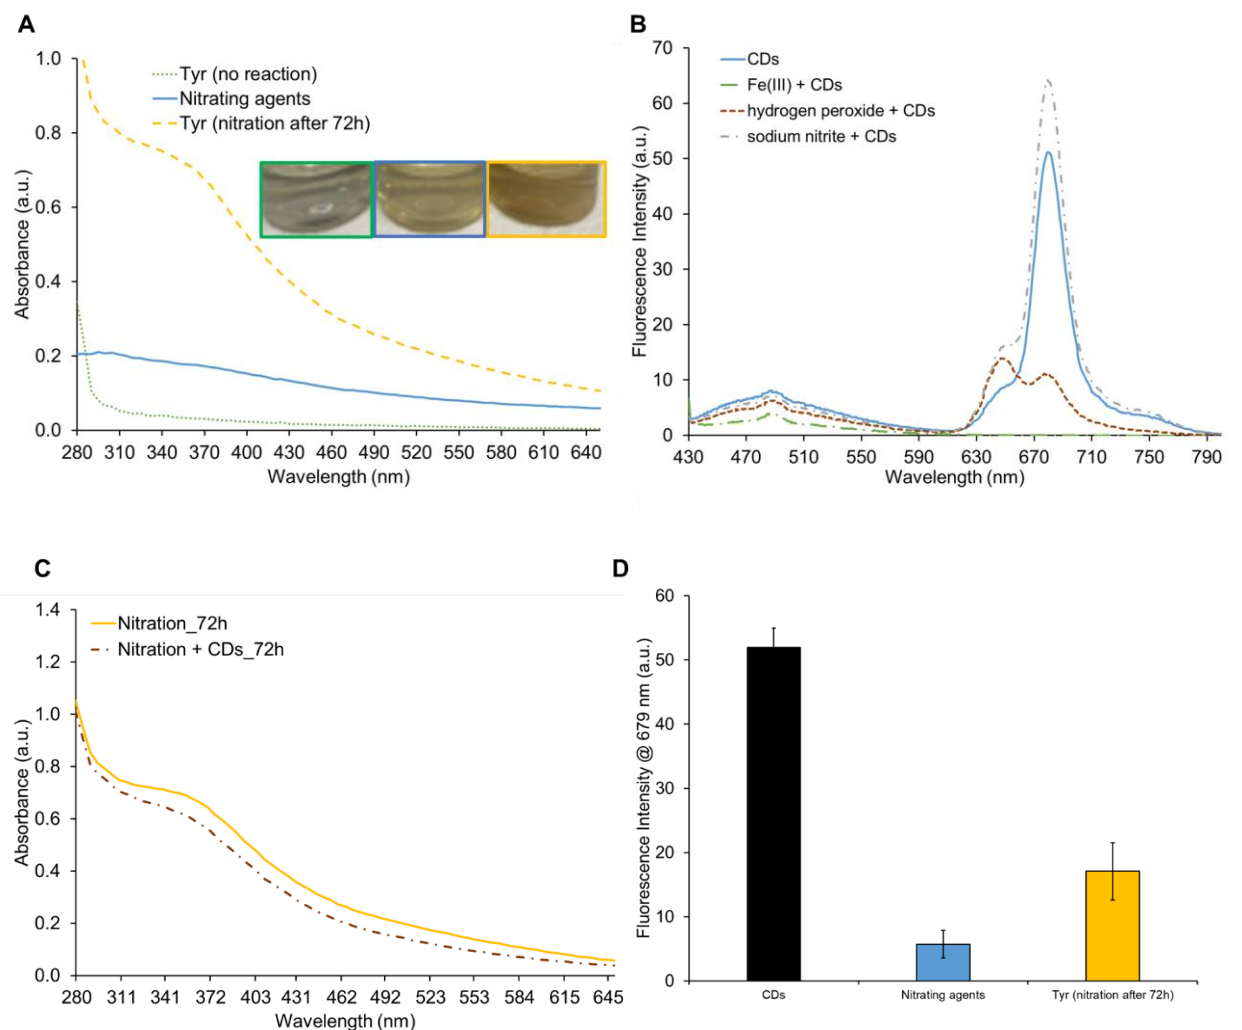 A
1.0
0.8
0.6
0.4
0.2
0.0
Absorbance (a.u.)
Tyr (no reaction)
Nitrating agents
Tyr (nitration after 72h)
280 310 340 370 400 430 460 490 520 550 580 610 640
Wavelength (nm)
B
70
60
50
40
30
20
10
0
Fluorescence Intensity (a.u.)
CDs
Fe(III) + CDs
hydrogen peroxide + CDs
sodium nitrite + CDs
430 470 510 550 590 630 670 710 750 790
Wavelength (nm)
C
1.4
1.2
1.0
0.8
0.6
0.4
0.2
0.0
Absorbance (a.u.)
Nitration_72h
Nitration + CDs_72h
280 311 341 372 403 431 462 492 523 554 584 615 645
Wavelength (nm)
D
60
50
40
30
20
10
0
Fluorescence Intensity @ 679 nm (a.u.)
CDs
Nitrating agents
Tyr (nitration after 72h)